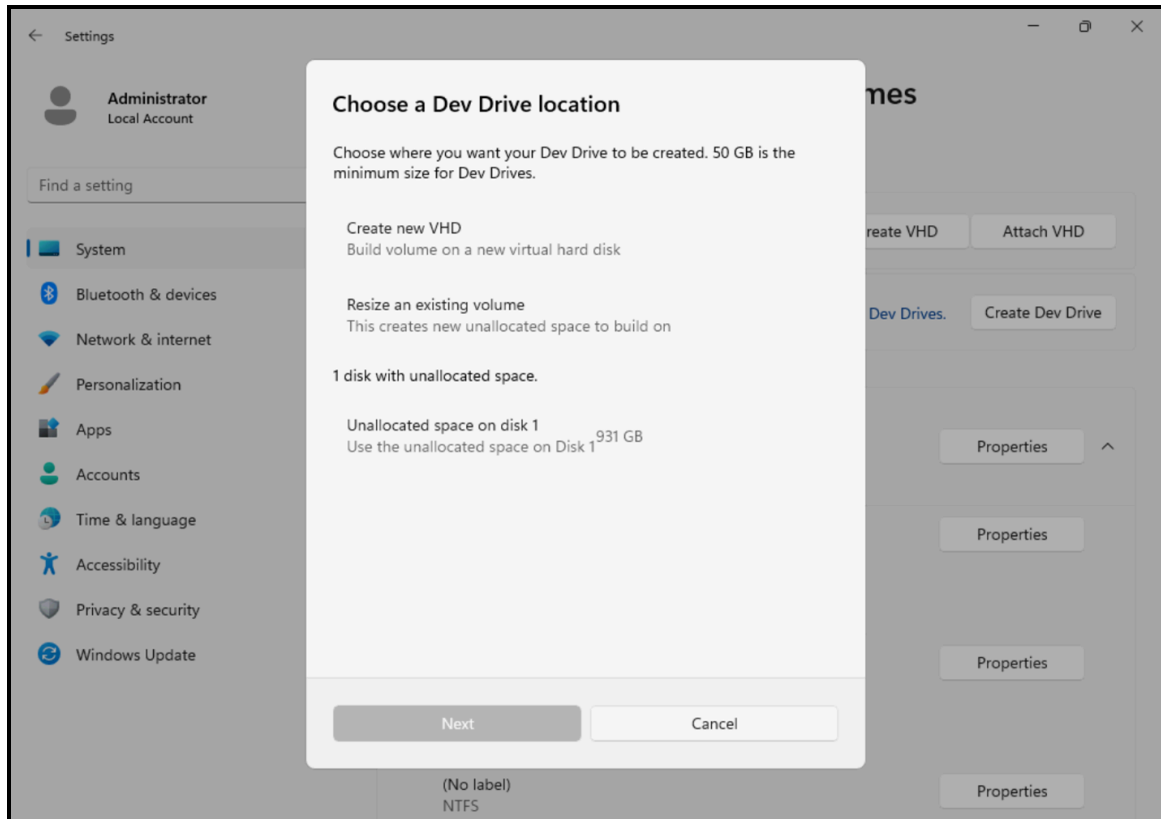 Settings
Administrator
Local Account
Find a setting
System
Bluetooth & devices
Network & internet
Personalization
Apps
Accounts
Time & language
Accessibility
Privacy & security
Windows Update
mes
reate VHD
Attach VHD
Dev Drives.
Create Dev Drive
Properties
Properties
Properties
(No label)
NTFS
Properties
Choose a Dev Drive location
Choose where you want your Dev Drive to be created. 50 GB is the
minimum size for Dev Drives.
Create new VHD
Build volume on a new virtual hard disk
Resize an existing volume
This creates new unallocated space to build on
1 disk with unallocated space.
Unallocated space on disk 1
Use the unallocated space on Disk 1
931 GB
Next
Cancel